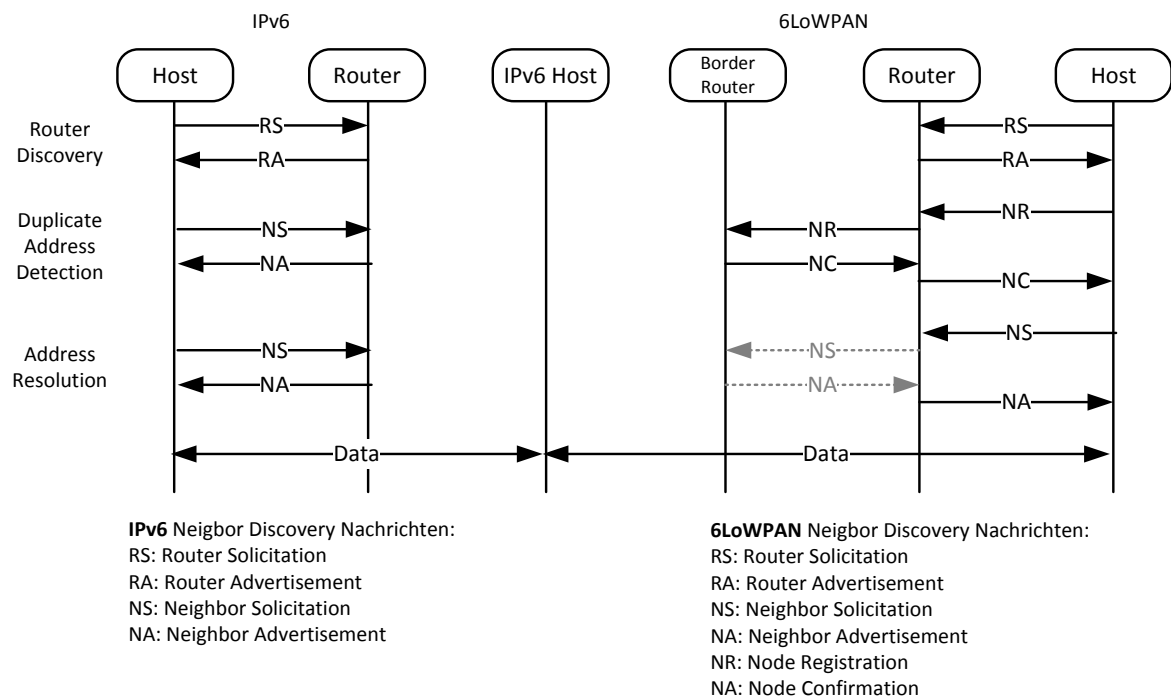 IPv6
6LoWPAN
Host
Router
IPv6 Host
Border
Router
Router
Host
Router
Discovery
RS
RS
RA
RA
Duplicate
Address
Detection
NR
NS
NR
NA
NC
NC
Address
Resolution
NS
NS
NS
NA
NA
NA
Data
Data
IPv6 Neigbor Discovery Nachrichten:
RS: Router Solicitation
RA: Router Advertisement
NS: Neighbor Solicitation
NA: Neighbor Advertisement
6LoWPAN Neigbor Discovery Nachrichten:
RS: Router Solicitation
RA: Router Advertisement
NS: Neighbor Solicitation
NA: Neighbor Advertisement
NR: Node Registration
NA: Node Confirmation